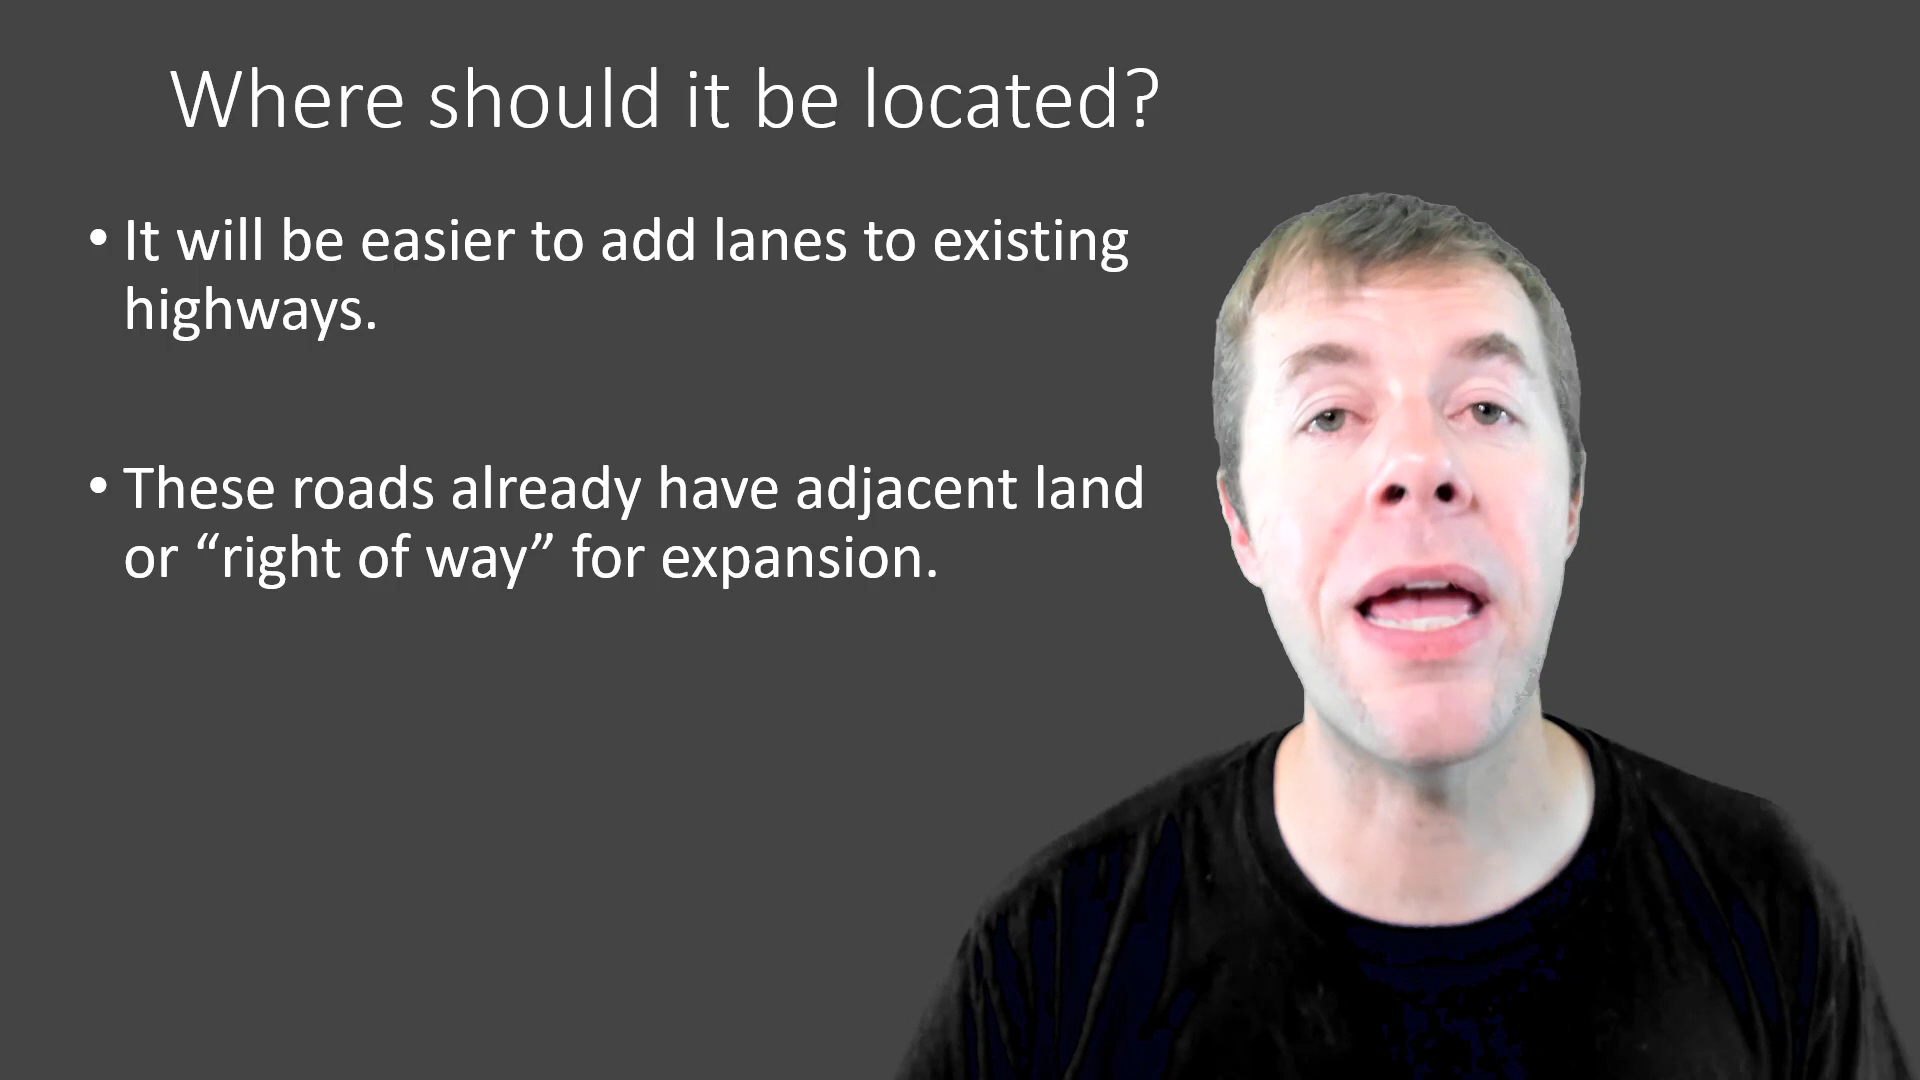 Where should it be located?
• It will be easier to add lanes to existing
highways.
• These roads already have adjacent land
or “right of way” for expansion.